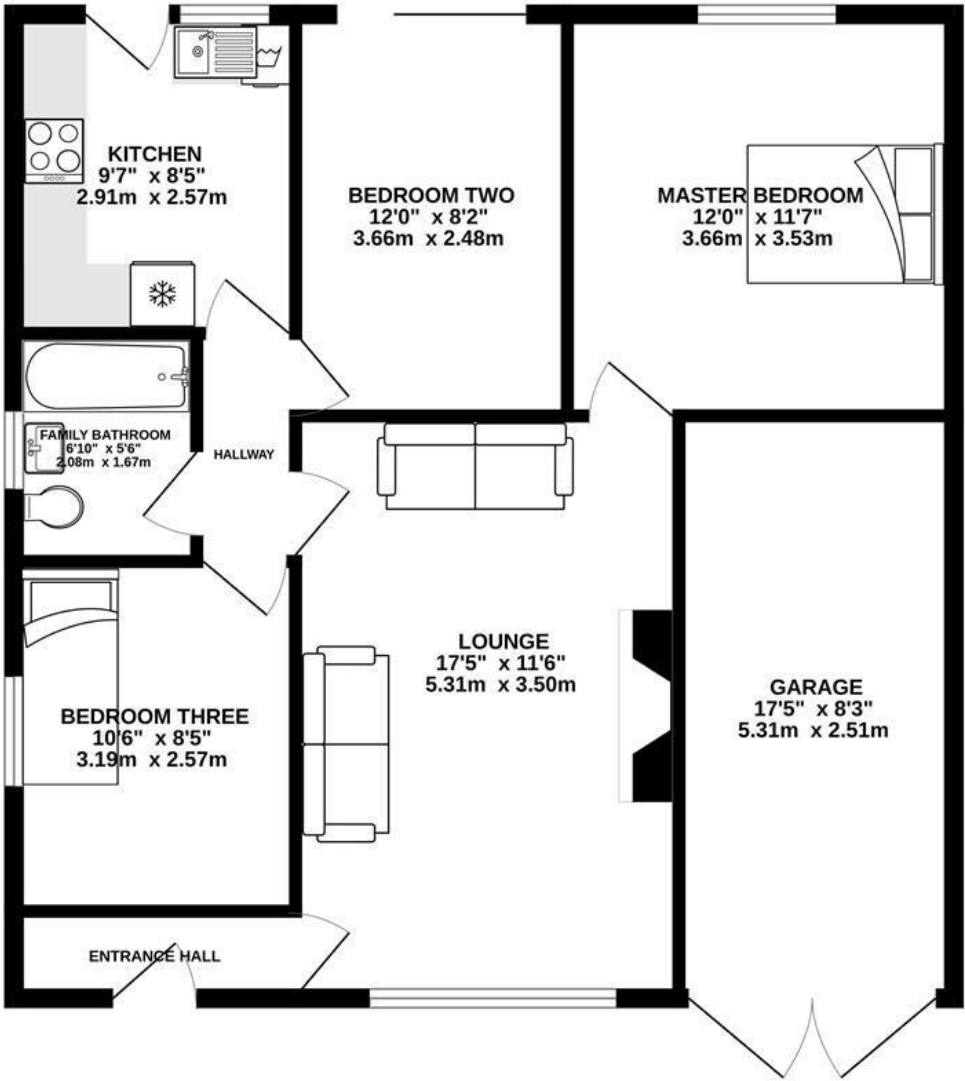 KITCHEN
9'7" x 8'5"
2.91m x 2.57m
BEDROOM TWO
12'0" x 8'2"
3.66m x 2.48m
MASTER BEDROOM
12'0" x 11'7"
3.66m x 3.53m
FAMILY BATHROOM
6'10" x 5'6"
2.08m x 1.67m
HALLWAY
LOUNGE
17'5" x 11'6"
5.31m x 3.50m
GARAGE
17'5" x 8'3"
5.31m x 2.51m
BEDROOM THREE
10'6" x 8'5"
3.19m x 2.57m
ENTRANCE HALL